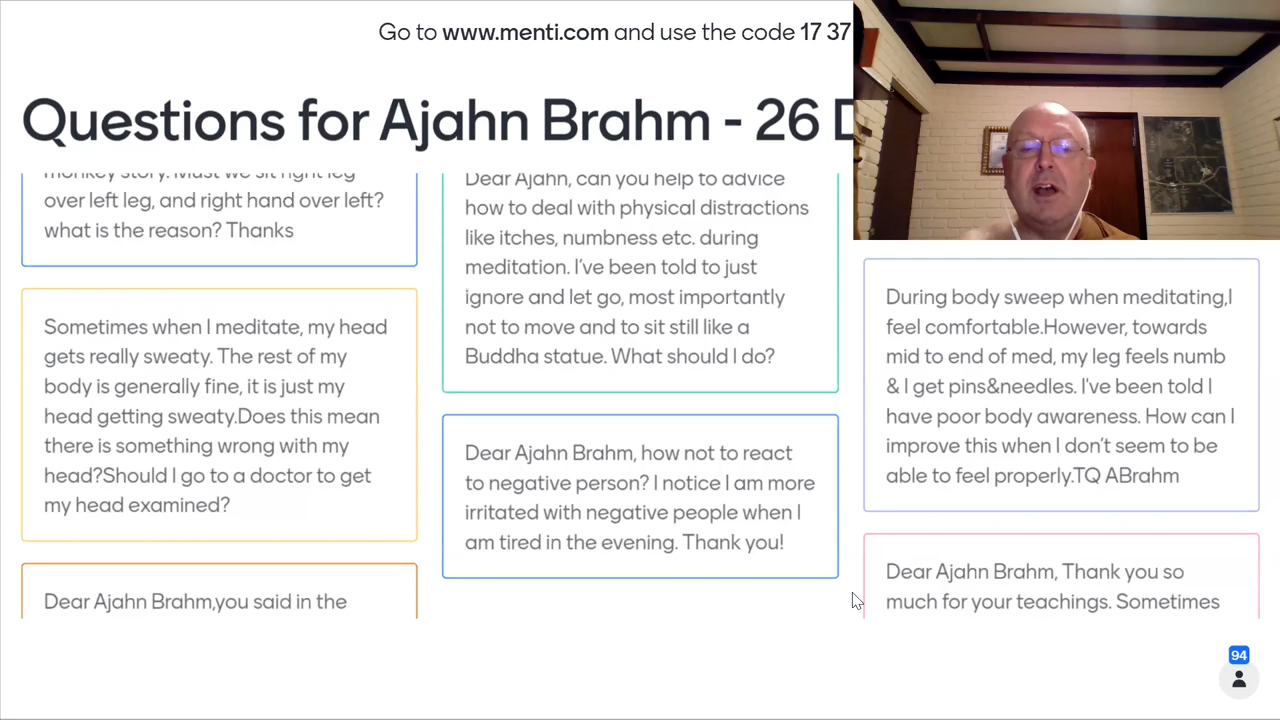 Go to www.menti.com and use the code 17 37
Questions for Ajahn Brahm - 26 D
monkey story. Must we sit right leg
over left leg, and right hand over left?
what is the reason? Thanks
Sometimes when I meditate, my head
gets really sweaty. The rest of my
body is generally fine, it is just my
head getting sweaty.Does this mean
there is something wrong with my
head?Should I go to a doctor to get
my head examined?
Dear Ajahn Brahm,you said in the
Dear Ajahn, can you help to advice
how to deal with physical distractions
like itches, numbness etc. during
meditation. I've been told to just
ignore and let go, most importantly
not to move and to sit still like a
Buddha statue. What should I do?
Dear Ajahn Brahm, how not to react
to negative person? I notice I am more
irritated with negative people when I
am tired in the evening. Thank you!
During body sweep when meditating,I
feel comfortable.However, towards
mid to end of med, my leg feels numb
& I get pins&needles. I've been told I
have poor body awareness. How can I
improve this when I don't seem to be
able to feel properly.TQ ABrahm
Dear Ajahn Brahm, Thank you so
much for your teachings. Sometimes
94